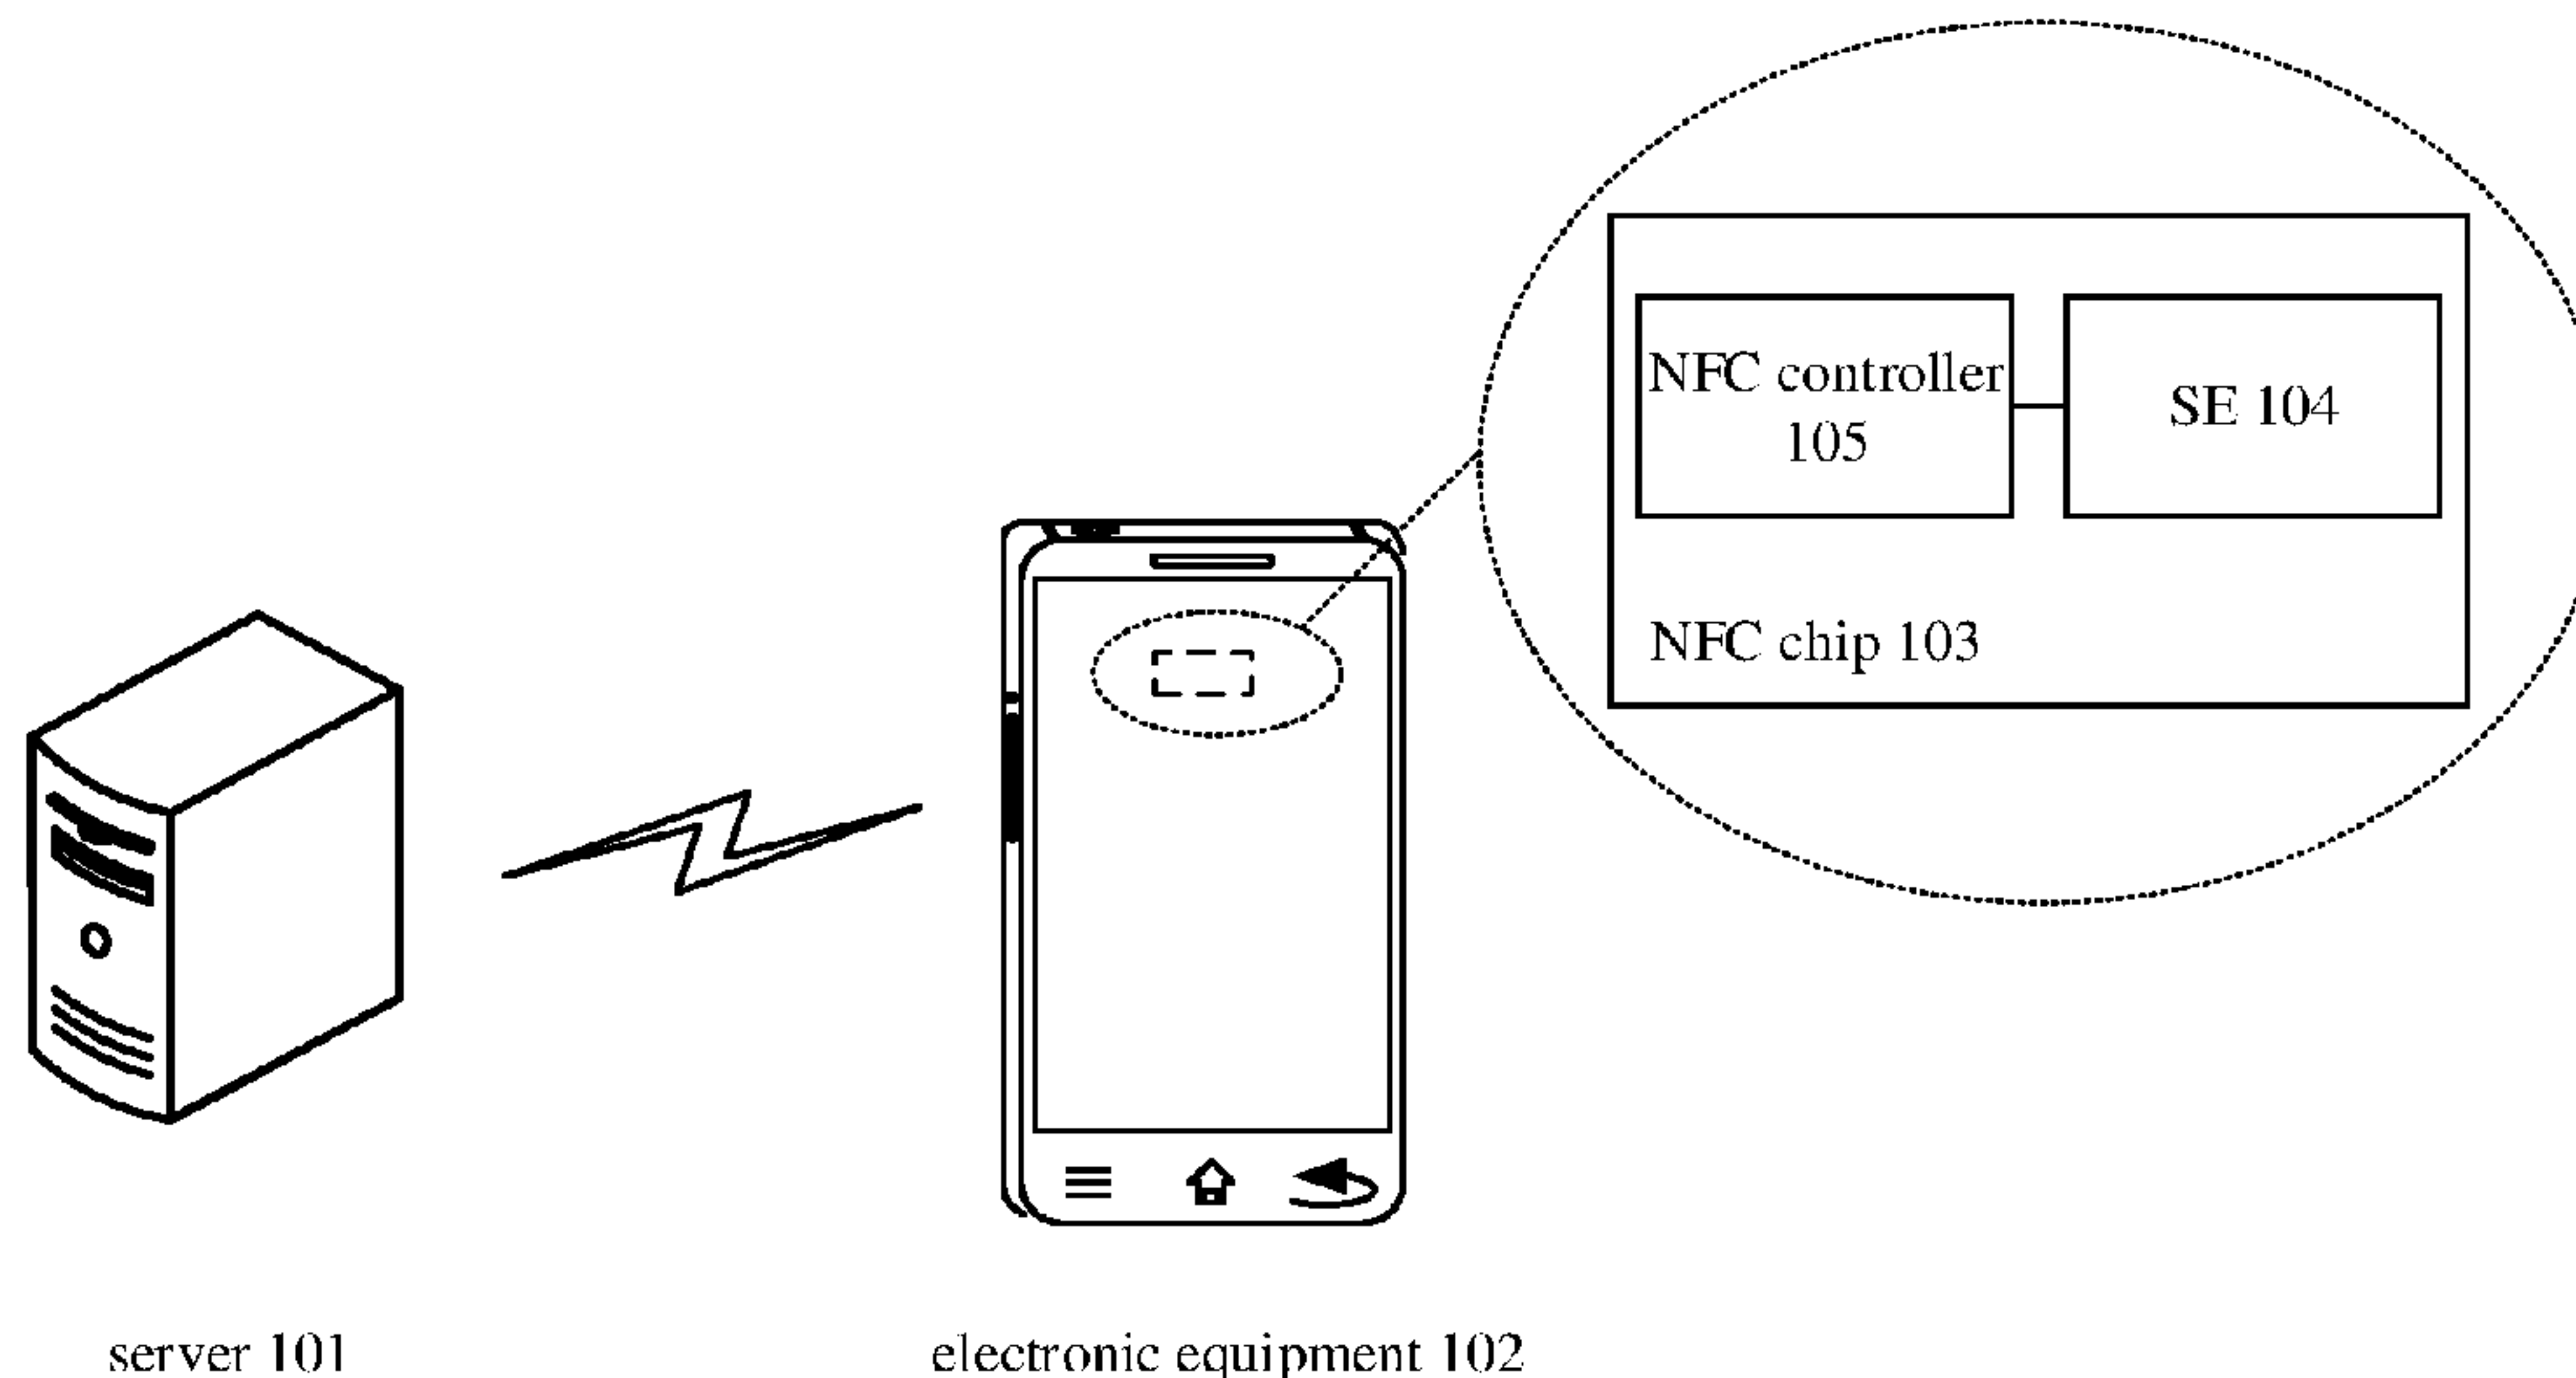 NFC controller
105
SE 104
NFC chip 103
server 101
electronic equipment 102